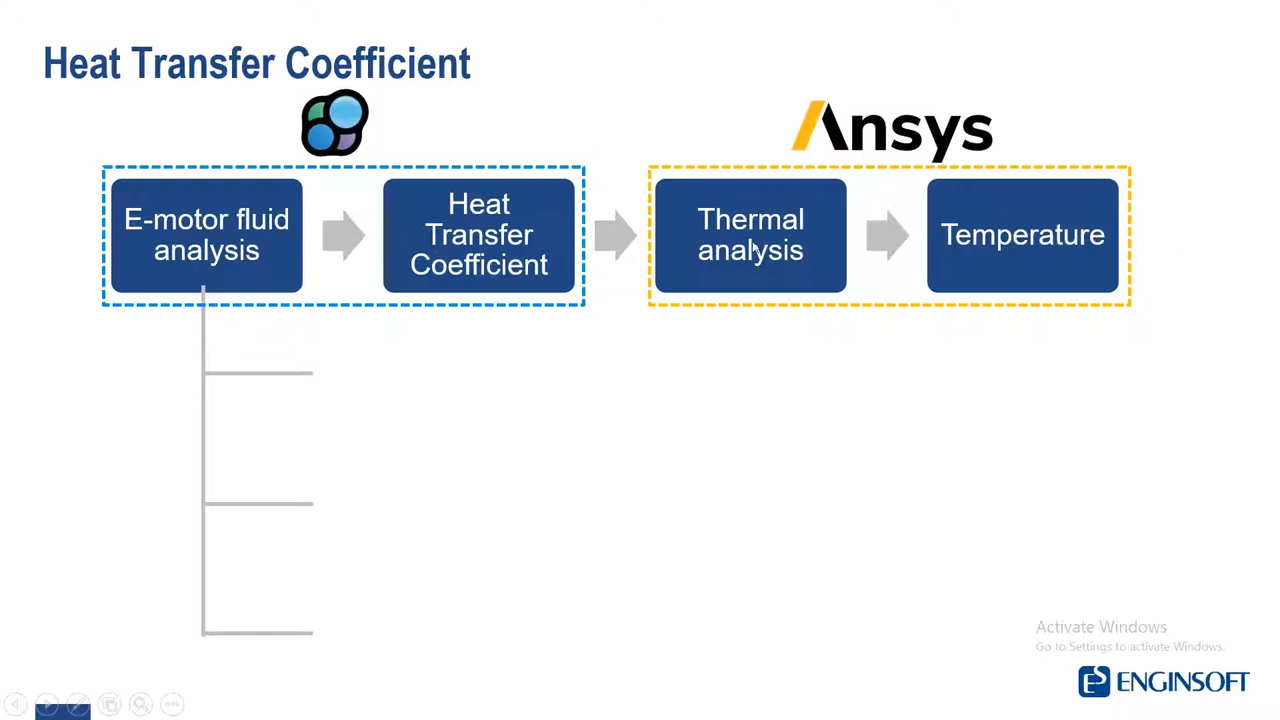 Heat Transfer Coefficient
Ansys
E-motor fluid
analysis
Heat
Transfer
Coefficient
Thermal
analysis
Temperature
Activate Windows
Go to Settings to activate Windows.
ENGINSOFT